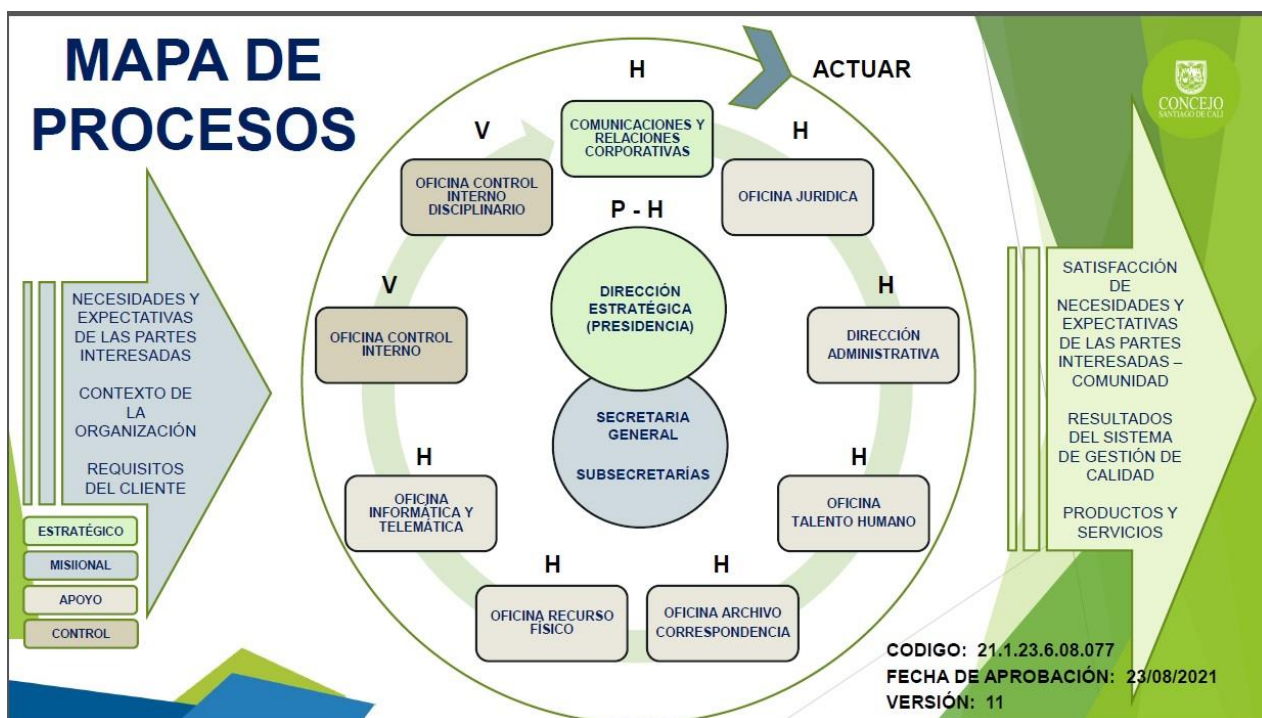 MAPA DE
PROCESOS
H
ACTUAR
CONCEJO
SANTIAGO DE CALI
V
COMUNICACIONES Y
RELACIONES
CORPORATIVAS
H
OFICINA CONTROL
INTERNO
DISCIPLINARIO
OFICINA JURIDICA
P - H
NECESIDADES Y
EXPECTATIVAS
DE LAS PARTES
INTERESADAS
CONTEXTO DE
LA
ORGANIZACIÓN
REQUISITOS
DEL CLIENTE
V
OFICINA CONTROL
INTERNO
DIRECCIÓN
ESTRATÉGICA
(PRESIDENCIA)
H
DIRECCIÓN
ADMINISTRATIVA
SECRETARIA
GENERAL
SUBSECRETARÍAS
H
OFICINA
INFORMÁTICA Y
TELEMÁTICA
H
OFICINA
TALENTO HUMANO
H
OFICINA RECURSO
FÍSICO
H
OFICINA ARCHIVO
CORRESPONDENCIA
SATISFACCIÓN
DE
NECESIDADES Y
EXPECTATIVAS
DE LAS PARTES
INTERESADAS –
COMUNIDAD
RESULTADOS
DEL SISTEMA
DE GESTIÓN DE
CALIDAD
PRODUCTOS Y
SERVICIOS
ESTRATÉGICO
MISIIONAL
APOYO
CONTROL
CODIGO: 21.1.23.6.08.077
FECHA DE APROBACIÓN: 23/08/2021
VERSIÓN: 11